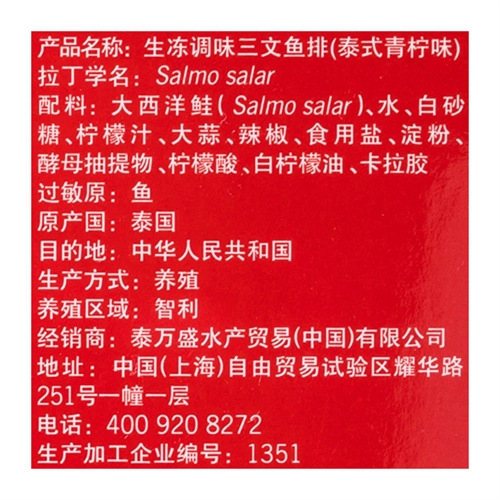 产品名称：生冻调味三文鱼排(泰式青柠味)
拉丁学名：Salmo salar
配料：大西洋鲑(Salmo salar)、水、白砂
糖、柠檬汁、大蒜、辣椒、食用盐、淀粉、
酵母抽提物、柠檬酸、白柠檬油、卡拉胶
过敏原：鱼
原产国：泰国
目的地：中华人民共和国
生产方式：养殖
养殖区域：智利
经销商：泰万盛水产贸易(中国)有限公司
地址：中国(上海)自由贸易试验区耀华路
251号一幢一层
电话：400 920 8272
生产加工企业编号：1351